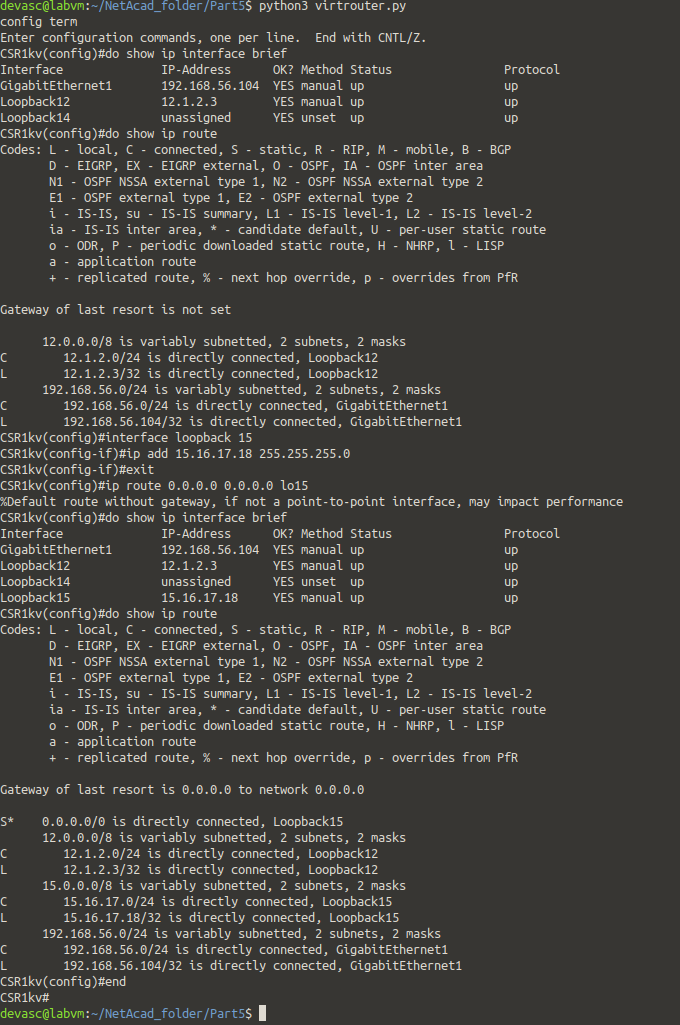 devasc@labvm:~/NetAcad_folder/Part5$ python3 virtrouter.py
config term
Enter configuration commands, one per line.  End with CNTL/Z.
CSR1kv(config)#do show ip interface brief
Interface              IP-Address      OK? Method Status                Protocol
GigabitEthernet1       192.168.56.104  YES manual up                    up
Loopback12             12.1.2.3        YES manual up                    up
Loopback14             unassigned      YES unset  up                    up
CSR1kv(config)#do show ip route
Codes: L - local, C - connected, S - static, R - RIP, M - mobile, B - BGP
       D - EIGRP, EX - EIGRP external, O - OSPF, IA - OSPF inter area
       N1 - OSPF NSSA external type 1, N2 - OSPF NSSA external type 2
       E1 - OSPF external type 1, E2 - OSPF external type 2
       i - IS-IS, su - IS-IS summary, L1 - IS-IS level-1, L2 - IS-IS level-2
       ia - IS-IS inter area, * - candidate default, U - per-user static route
       o - ODR, P - periodic downloaded static route, H - NHRP, l - LISP
       a - application route
       + - replicated route, % - next hop override, p - overrides from PfR

Gateway of last resort is not set

      12.0.0.0/8 is variably subnetted, 2 subnets, 2 masks
C        12.1.2.0/24 is directly connected, Loopback12
L        12.1.2.3/32 is directly connected, Loopback12
      192.168.56.0/24 is variably subnetted, 2 subnets, 2 masks
C        192.168.56.0/24 is directly connected, GigabitEthernet1
L        192.168.56.104/32 is directly connected, GigabitEthernet1
CSR1kv(config)#interface loopback 15
CSR1kv(config-if)#ip add 15.16.17.18 255.255.255.0
CSR1kv(config-if)#exit
CSR1kv(config)#ip route 0.0.0.0 0.0.0.0 lo15
%Default route without gateway, if not a point-to-point interface, may impact performance
CSR1kv(config)#do show ip interface brief
Interface              IP-Address      OK? Method Status                Protocol
GigabitEthernet1       192.168.56.104  YES manual up                    up
Loopback12             12.1.2.3        YES manual up                    up
Loopback14             unassigned      YES unset  up                    up
Loopback15             15.16.17.18     YES manual up                    up
CSR1kv(config)#do show ip route
Codes: L - local, C - connected, S - static, R - RIP, M - mobile, B - BGP
       D - EIGRP, EX - EIGRP external, O - OSPF, IA - OSPF inter area
       N1 - OSPF NSSA external type 1, N2 - OSPF NSSA external type 2
       E1 - OSPF external type 1, E2 - OSPF external type 2
       i - IS-IS, su - IS-IS summary, L1 - IS-IS level-1, L2 - IS-IS level-2
       ia - IS-IS inter area, * - candidate default, U - per-user static route
       o - ODR, P - periodic downloaded static route, H - NHRP, l - LISP
       a - application route
       + - replicated route, % - next hop override, p - overrides from PfR

Gateway of last resort is 0.0.0.0 to network 0.0.0.0

S*    0.0.0.0/0 is directly connected, Loopback15
      12.0.0.0/8 is variably subnetted, 2 subnets, 2 masks
C        12.1.2.0/24 is directly connected, Loopback12
L        12.1.2.3/32 is directly connected, Loopback12
      15.0.0.0/8 is variably subnetted, 2 subnets, 2 masks
C        15.16.17.0/24 is directly connected, Loopback15
L        15.16.17.18/32 is directly connected, Loopback15
      192.168.56.0/24 is variably subnetted, 2 subnets, 2 masks
C        192.168.56.0/24 is directly connected, GigabitEthernet1
L        192.168.56.104/32 is directly connected, GigabitEthernet1
CSR1kv(config)#end
CSR1kv#
devasc@labvm:~/NetAcad_folder/Part5$